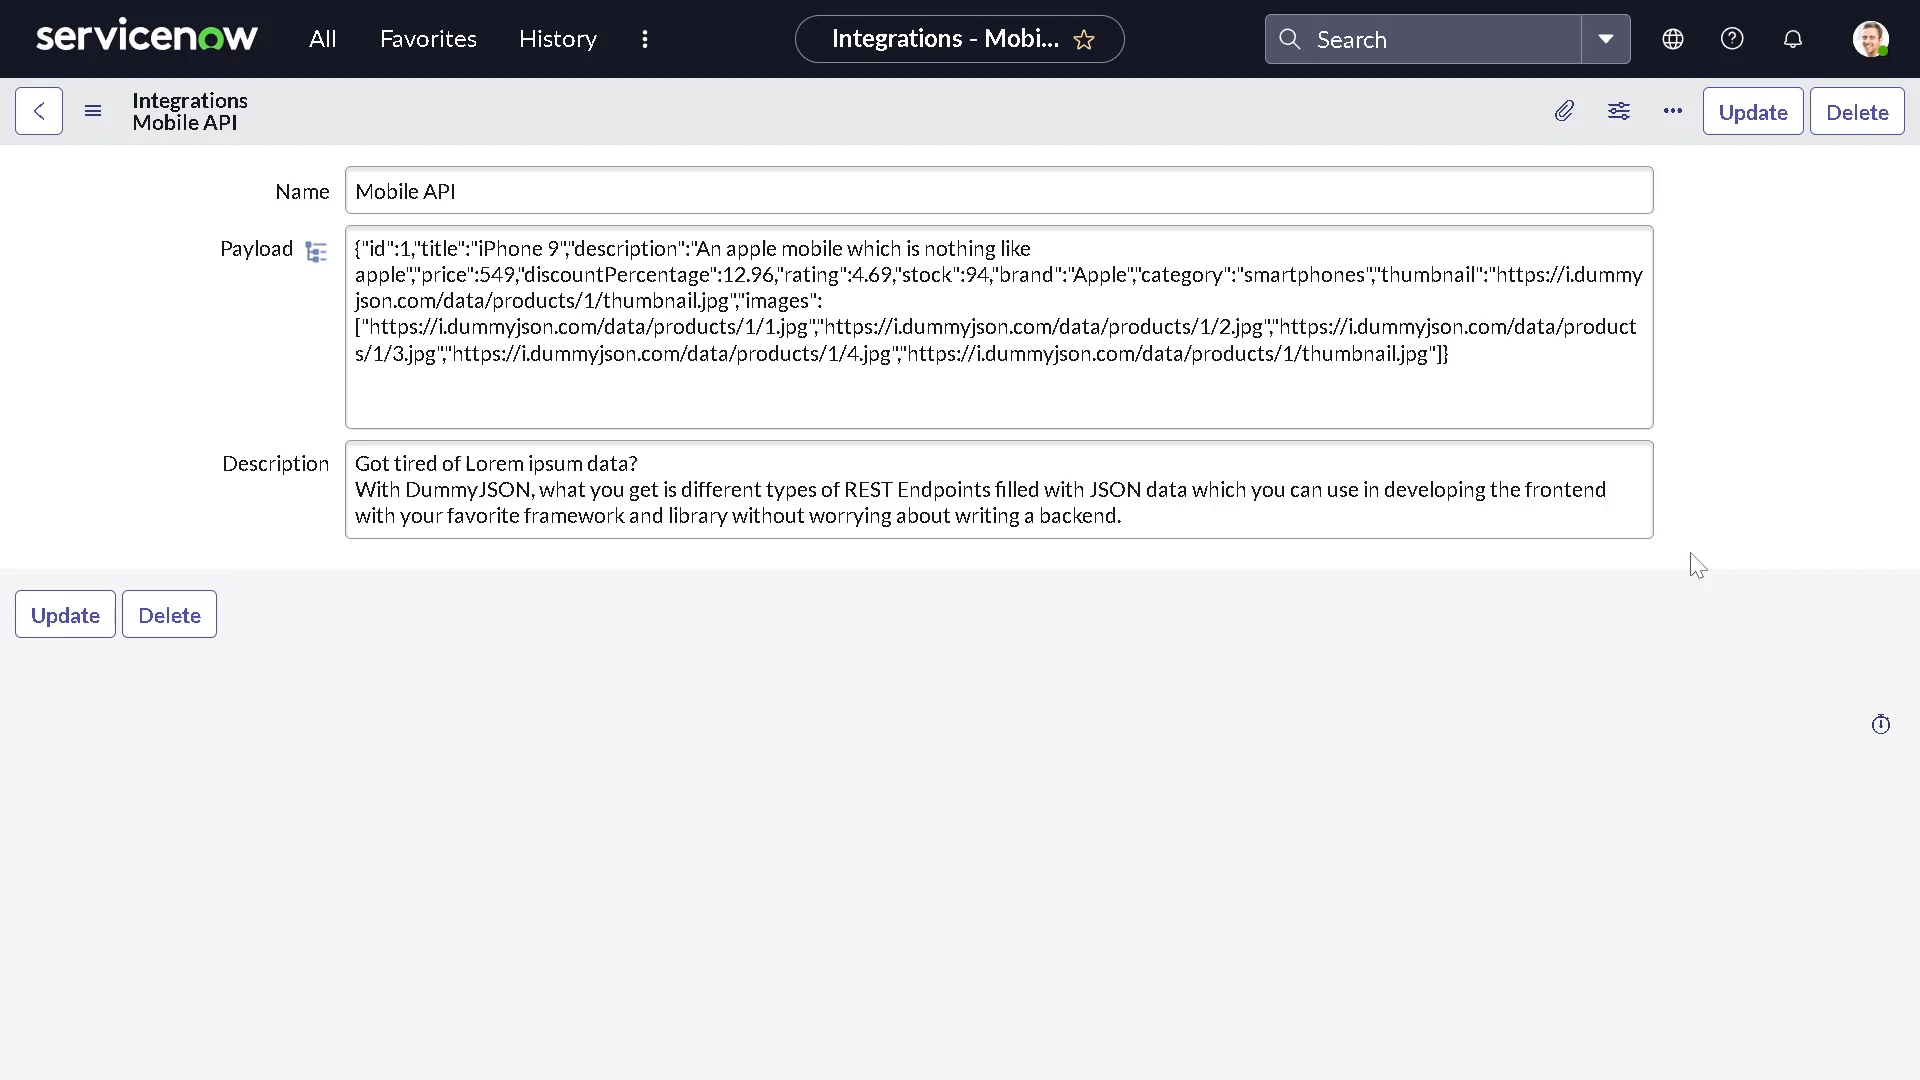 servicenow All Favorites History Integrations - Mobi... Search
Integrations
Mobile API
Update Delete
Name Mobile API
Payload {"id":1,"title":"iPhone 9","description":"An apple mobile which is nothing like
apple","price":549,"discountPercentage":12.96,"rating":4.69,"stock":94,"brand":"Apple","category":"smartphones","thumbnail":"https://i.dummy
json.com/data/products/1/thumbnail.jpg","images":
["https://i.dummyjson.com/data/products/1/1.jpg","https://i.dummyjson.com/data/products/1/2.jpg","https://i.dummyjson.com/data/product
s/1/3.jpg","https://i.dummyjson.com/data/products/1/4.jpg","https://i.dummyjson.com/data/products/1/thumbnail.jpg"]}
Description Got tired of Lorem ipsum data?
With DummyJSON, what you get is different types of REST Endpoints filled with JSON data which you can use in developing the frontend
with your favorite framework and library without worrying about writing a backend.
Update Delete